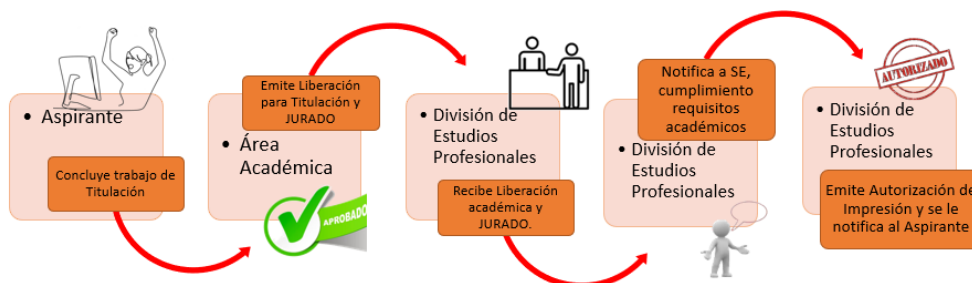 • Aspirante
Concluye trabajo de
Titulación
Emite Liberación
para Titulación y
JURADO
• Área
Académica
APROBADO
• División de
Estudios
Profesionales
Recibe Liberación
académica y
JURADO.
Notifica a SE,
cumplimiento
requisitos
académicos
• División de
Estudios
Profesionales
AUTORIZADO
• División de
Estudios
Profesionales
Emite Autorización de
Impresión y se le
notifica al Aspirante